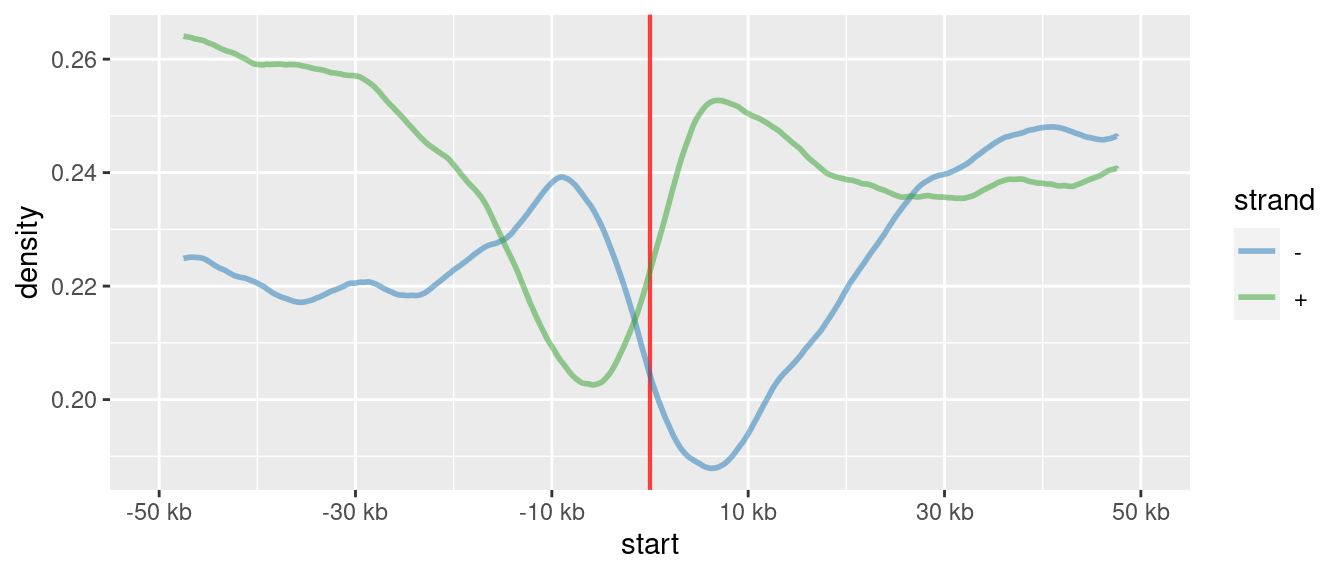 0.26
0.24
0.22
0.20
density
-50 kb
-30 kb
-10 kb
10 kb
30 kb
50 kb
start
strand
-
+